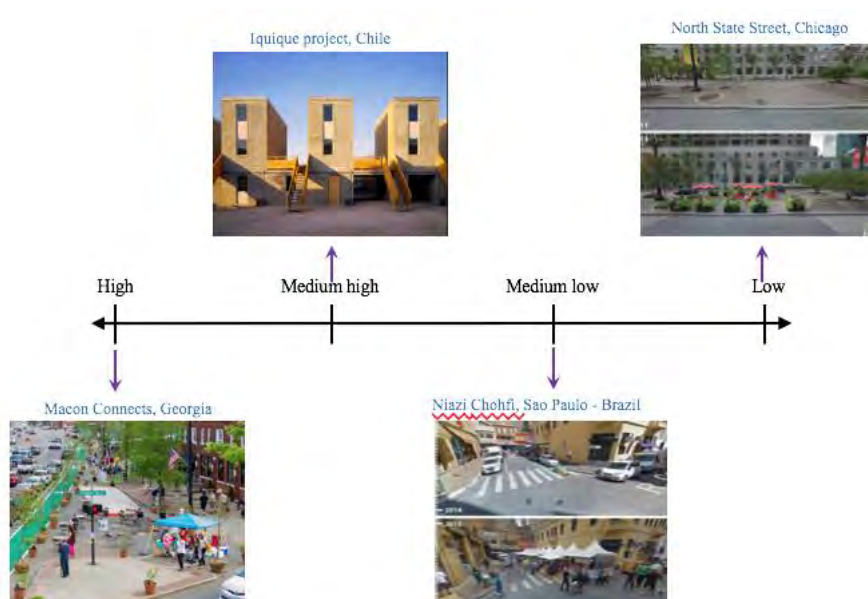 Iquique project, Chile
North State Street, Chicago
High
Medium high
Medium low
Low
Macon Connects, Georgia
Niazi Chohfi, Sao Paulo - Brazil
2014